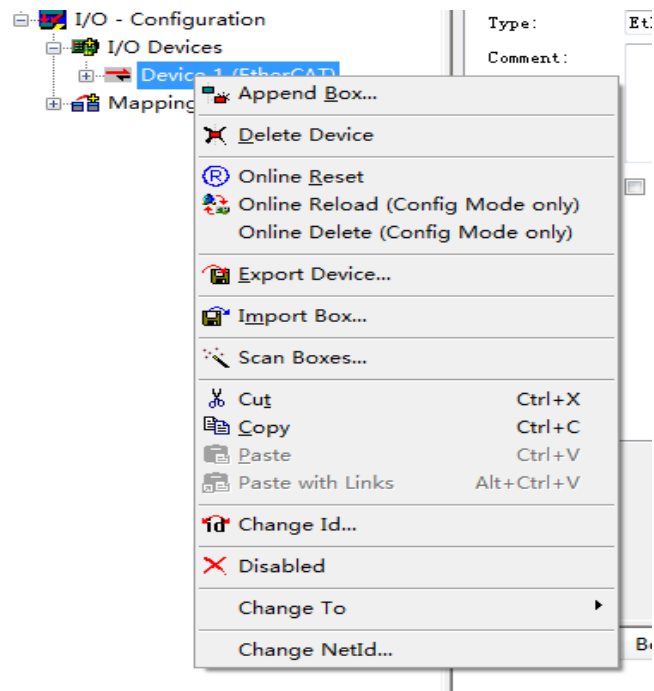 I/O - Configuration
I/O Devices
Device 1 (EtherCAT)
Mapping
Type:
Comment:
Append Box...
Delete Device
Online Reset
Online Reload (Config Mode only)
Online Delete (Config Mode only)
Export Device...
Import Box...
Scan Boxes...
Cut Ctrl+X
Copy Ctrl+C
Paste Ctrl+V
Paste with Links Alt+Ctrl+V
Change Id...
Disabled
Change To
Change NetId...